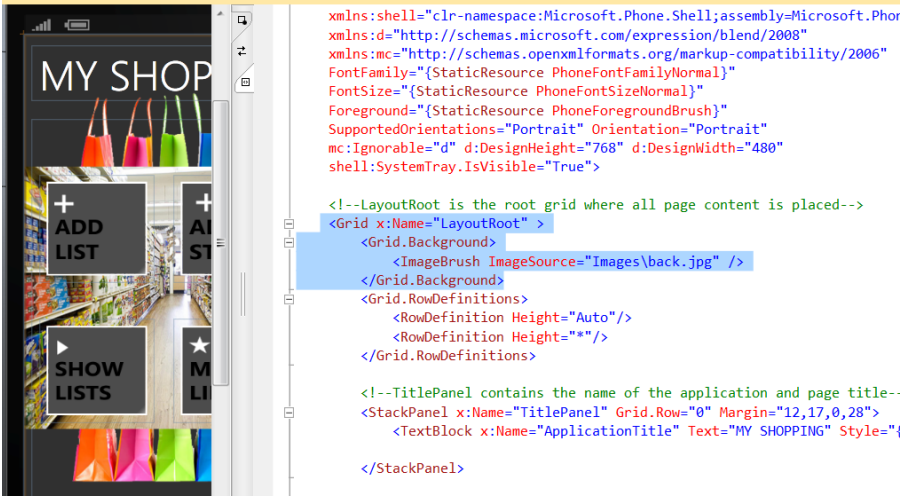 MY SHOP
ADD
LIST
SHOW
LISTS
xmlns:shell="clr-namespace:Microsoft.Phone.Shell;assembly=Microsoft.Phon
xmlns:d="http://schemas.microsoft.com/expression/blend/2008"
xmlns:mc="http://schemas.openxmlformats.org/markup-compatibility/2006"
FontFamily="{StaticResource PhoneFontFamilyNormal}"
FontSize="{StaticResource PhoneFontSizeNormal}"
Foreground="{StaticResource PhoneForegroundBrush}"
SupportedOrientations="Portrait" Orientation="Portrait"
mc:Ignorable="d" d:DesignHeight="768" d:DesignWidth="480"
shell:SystemTray.IsVisible="True">
<!--LayoutRoot is the root grid where all page content is placed-->
<Grid x:Name="LayoutRoot" >
<Grid.Background>
<ImageBrush ImageSource="Images\back.jpg" />
</Grid.Background>
<Grid.RowDefinitions>
<RowDefinition Height="Auto"/>
<RowDefinition Height="*"/>
</Grid.RowDefinitions>
<!--TitlePanel contains the name of the application and page title-
<StackPanel x:Name="TitlePanel" Grid.Row="0" Margin="12,17,0,28">
<TextBlock x:Name="ApplicationTitle" Text="MY SHOPPING" Style="{
</StackPanel>